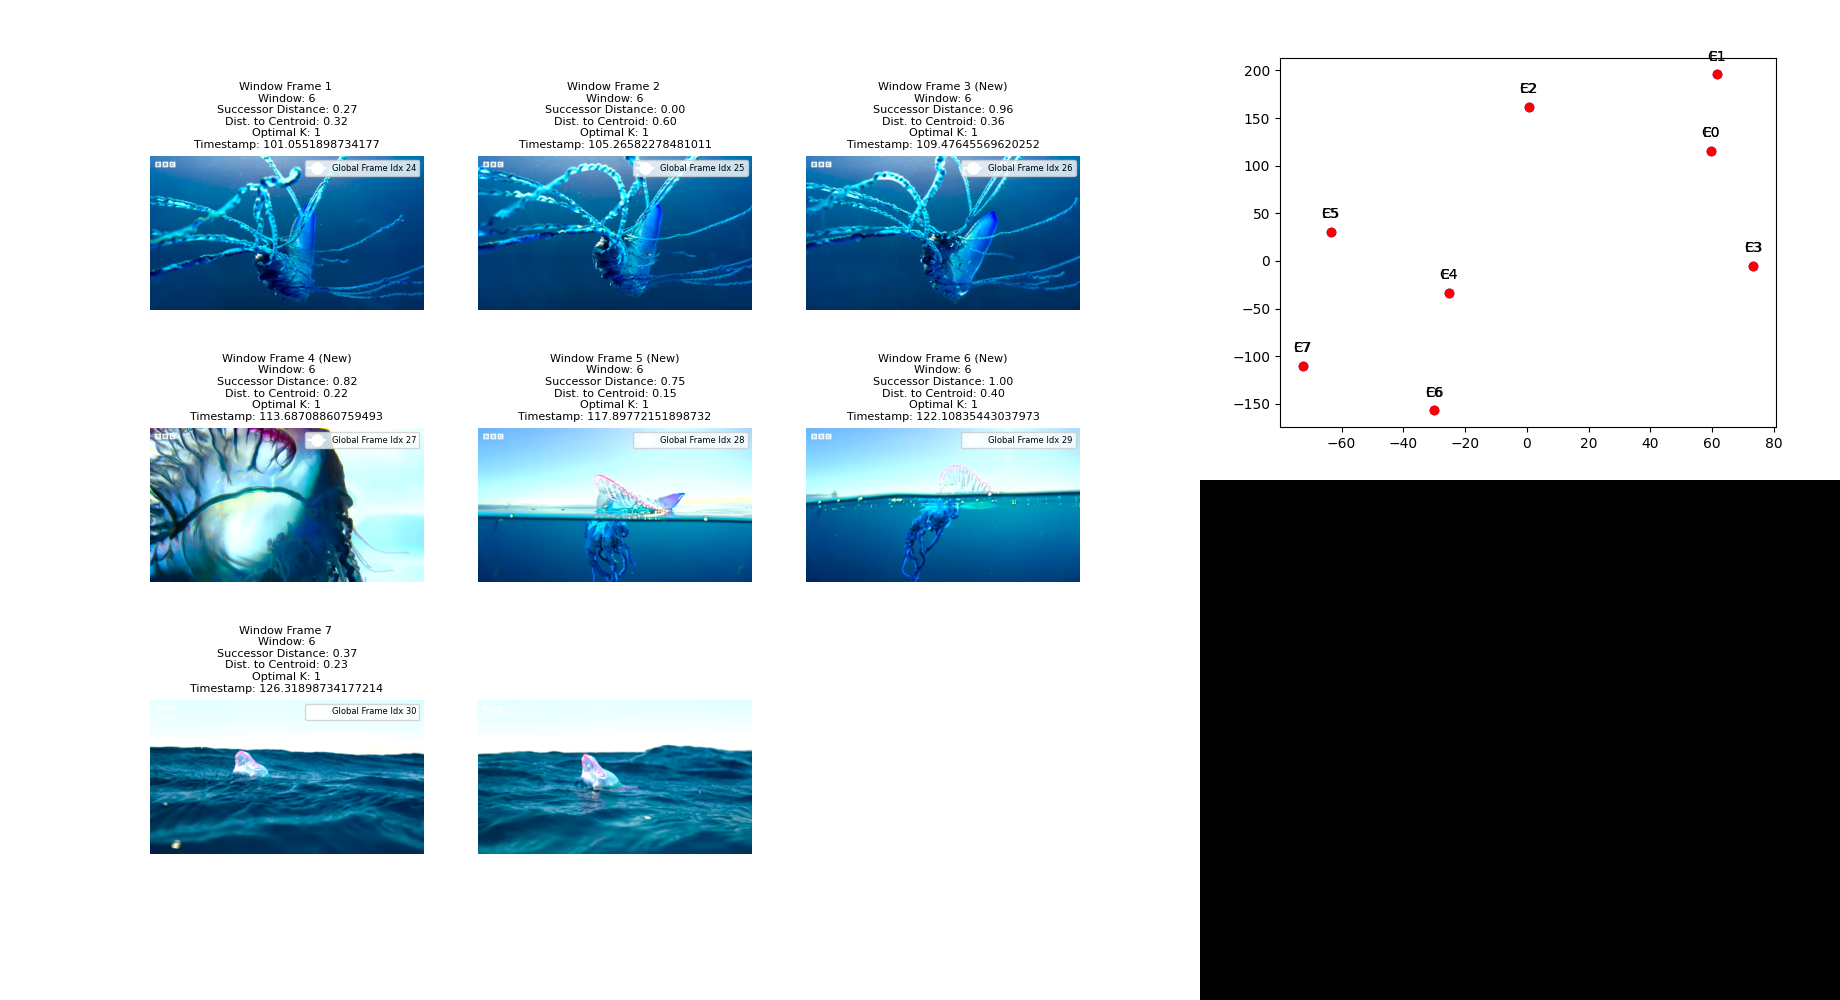 Window Frame 1
Window: 6
Successor Distance: 0.27
Dist. to Centroid: 0.32
Optimal K: 1
Timestamp: 101.0551898734177
BBC
Global Frame Idx 24
Window Frame 2
Window: 6
Successor Distance: 0.00
Dist. to Centroid: 0.60
Optimal K: 1
Timestamp: 105.26582278481011
BBC
Global Frame Idx 25
Window Frame 3 (New)
Window: 6
Successor Distance: 0.96
Dist. to Centroid: 0.36
Optimal K: 1
Timestamp: 109.47645569620252
BBC
Global Frame Idx 26
Window Frame 4 (New)
Window: 6
Successor Distance: 0.82
Dist. to Centroid: 0.22
Optimal K: 1
Timestamp: 113.68708860759493
BBC
Global Frame Idx 27
Window Frame 5 (New)
Window: 6
Successor Distance: 0.75
Dist. to Centroid: 0.15
Optimal K: 1
Timestamp: 117.89772151898732
BBC
Global Frame Idx 28
Window Frame 6 (New)
Window: 6
Successor Distance: 1.00
Dist. to Centroid: 0.40
Optimal K: 1
Timestamp: 122.10835443037973
BBC
Global Frame Idx 29
Window Frame 7
Window: 6
Successor Distance: 0.37
Dist. to Centroid: 0.23
Optimal K: 1
Timestamp: 126.31898734177214
Global Frame Idx 30
200
150
100
50
0
−50
−100
−150
−60
−40
−20
0
20
40
60
80